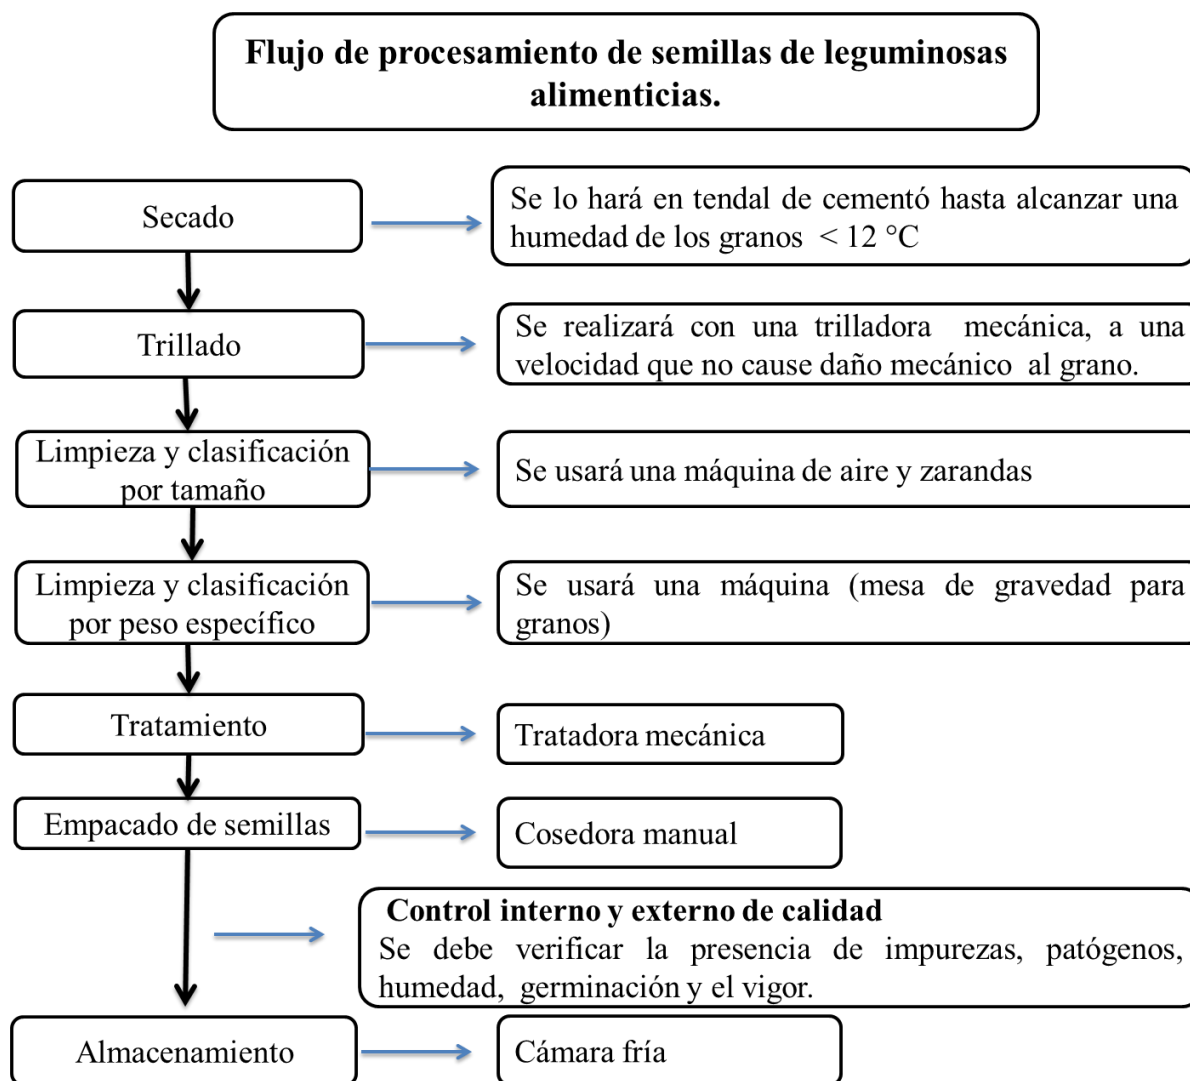 Flujo de procesamiento de semillas de leguminosas
alimenticias.
Secado
Se lo hará en tendal de cementó hasta alcanzar una
humedad de los granos < 12 °C
Trillado
Se realizará con una trilladora mecánica, a una
velocidad que no cause daño mecánico al grano.
Limpieza y clasificación
por tamaño
Se usará una máquina de aire y zarandas
Limpieza y clasificación
por peso específico
Se usará una máquina (mesa de gravedad para
granos)
Tratamiento
Tratadora mecánica
Empacado de semillas
Cosedora manual
Control interno y externo de calidad
Se debe verificar la presencia de impurezas, patógenos,
humedad, germinación y el vigor.
Almacenamiento
Cámara fría